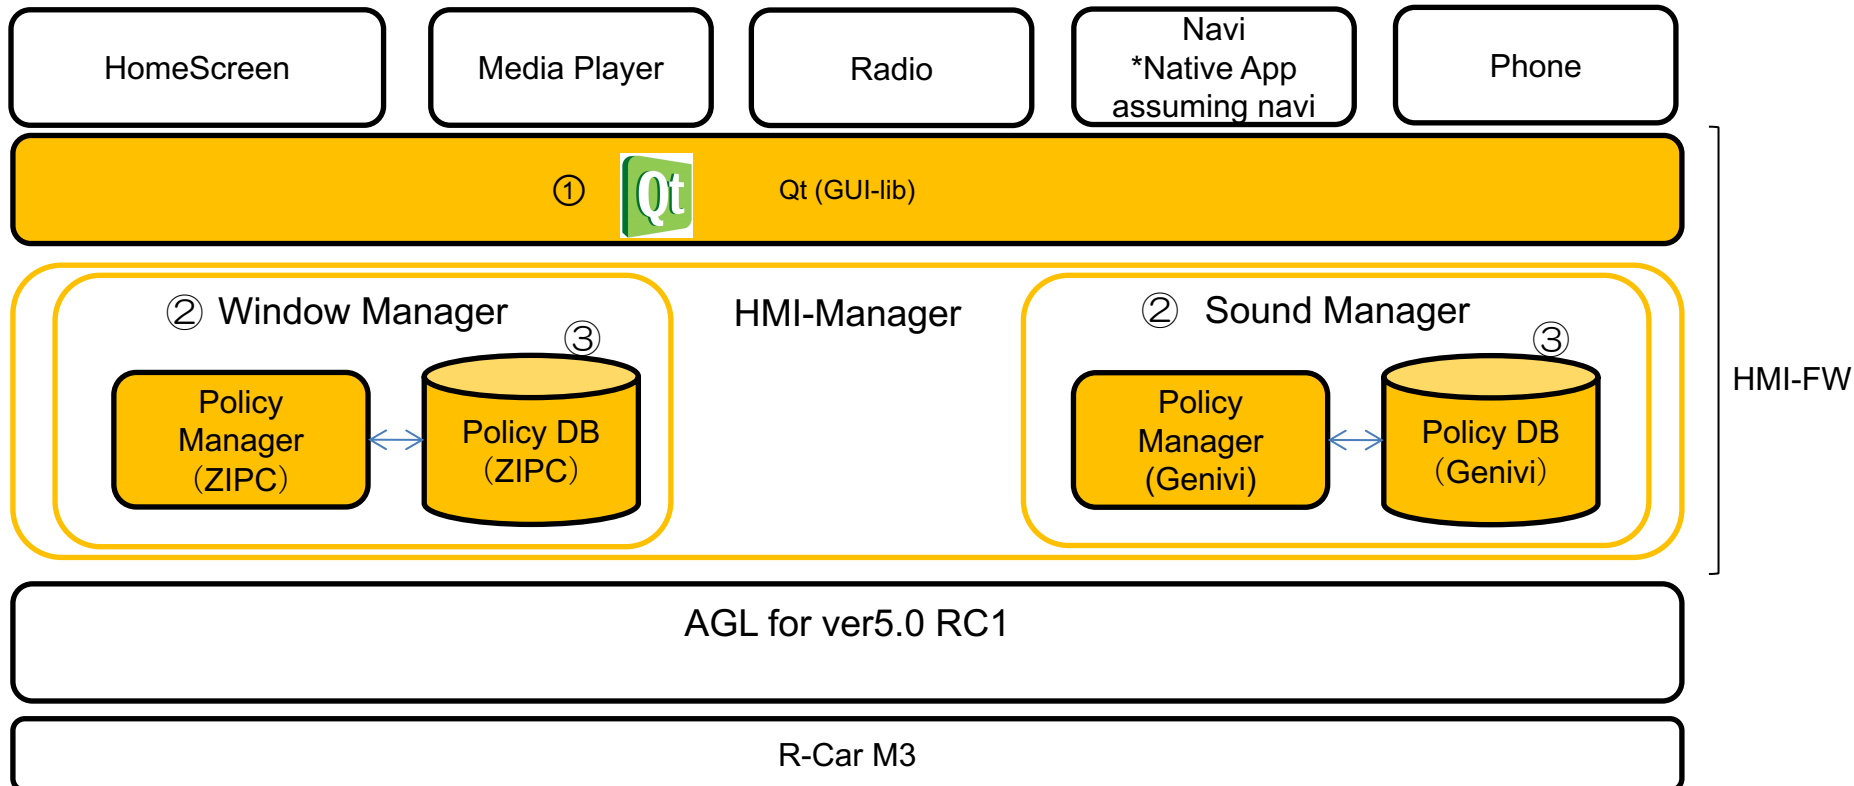 HomeScreen
Media Player
Radio
Navi
*Native App
assuming navi
Phone
① Qt Qt (GUI-lib)
② Window Manager
③
Policy
Manager
（ZIPC）
Policy DB
（ZIPC）
HMI-Manager
② Sound Manager
③
Policy
Manager
(Genivi)
Policy DB
（Genivi）
HMI-FW
AGL for ver5.0 RC1
R-Car M3